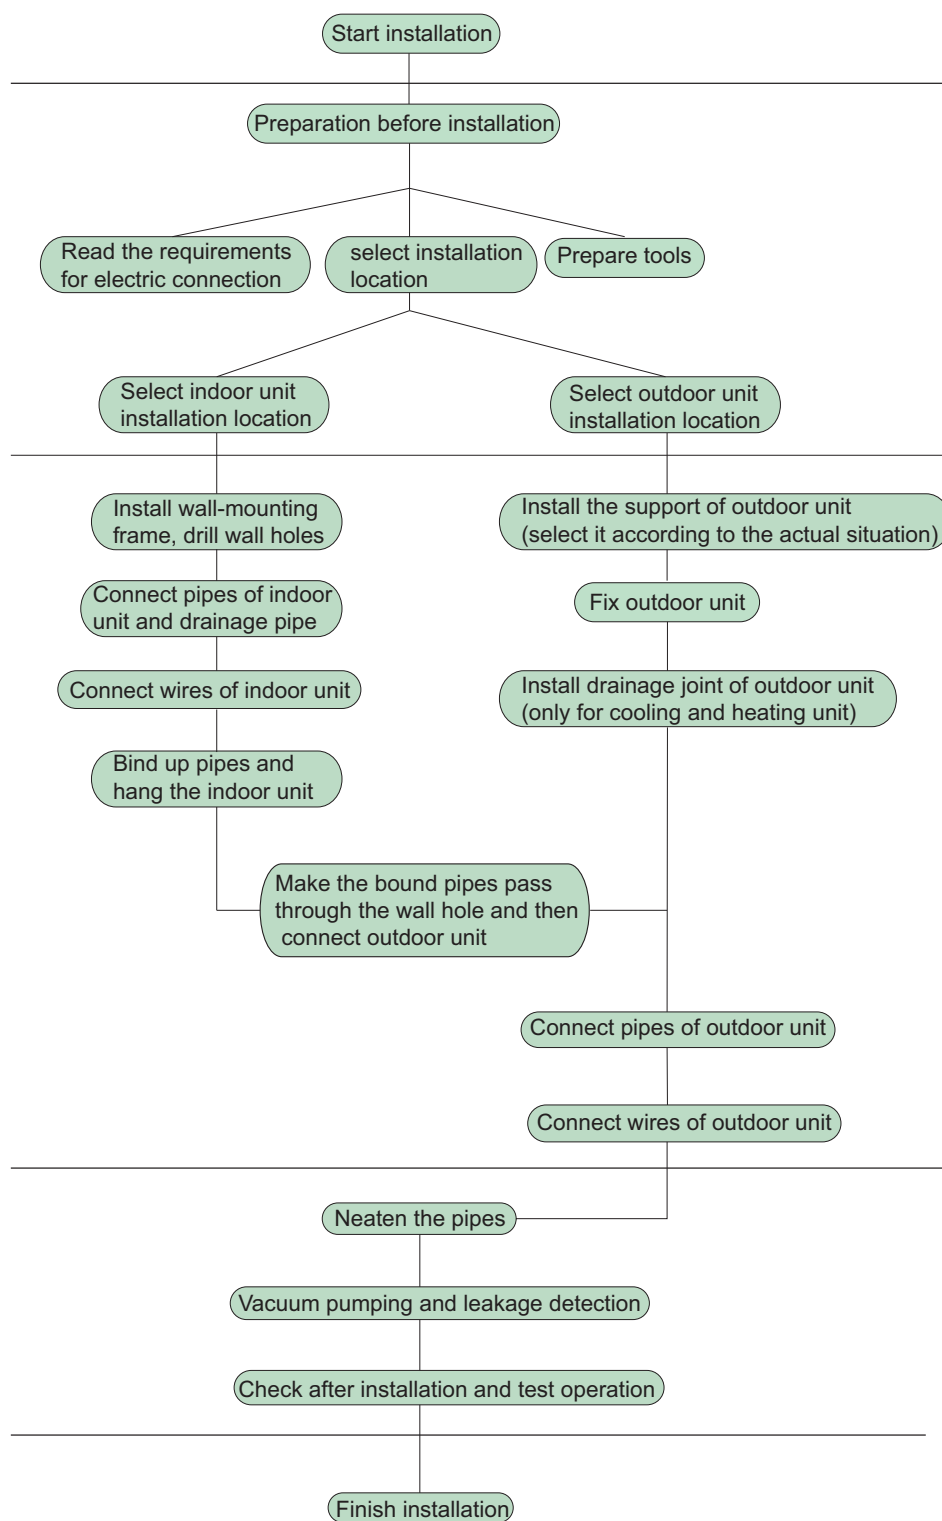 Start installation
Preparation before installation
Read the requirements
for electric connection
select installation
location
Prepare tools
Select indoor unit
installation location
Select outdoor unit
installation location
Install wall-mounting
frame, drill wall holes
Install the support of outdoor unit
(select it according to the actual situation)
Connect pipes of indoor
unit and drainage pipe
Fix outdoor unit
Connect wires of indoor unit
Install drainage joint of outdoor unit
(only for cooling and heating unit)
Bind up pipes and
hang the indoor unit
Make the bound pipes pass
through the wall hole and then
connect outdoor unit
Connect pipes of outdoor unit
Connect wires of outdoor unit
Neaten the pipes
Vacuum pumping and leakage detection
Check after installation and test operation
Finish installation